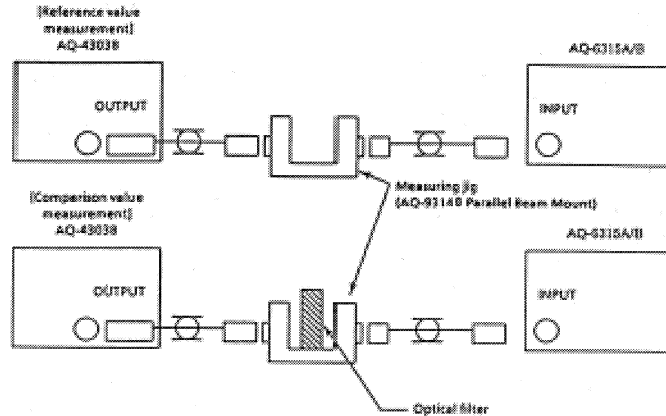 [Reference value
measurement]
AQ-4303B
AQ-6315A/B
OUTPUT
INPUT
Measuring jig
(AQ-9314B Parallel Beam Mount)
[Comparison value
measurement]
AQ-4303B
AQ-6315A/B
OUTPUT
INPUT
Optical filter